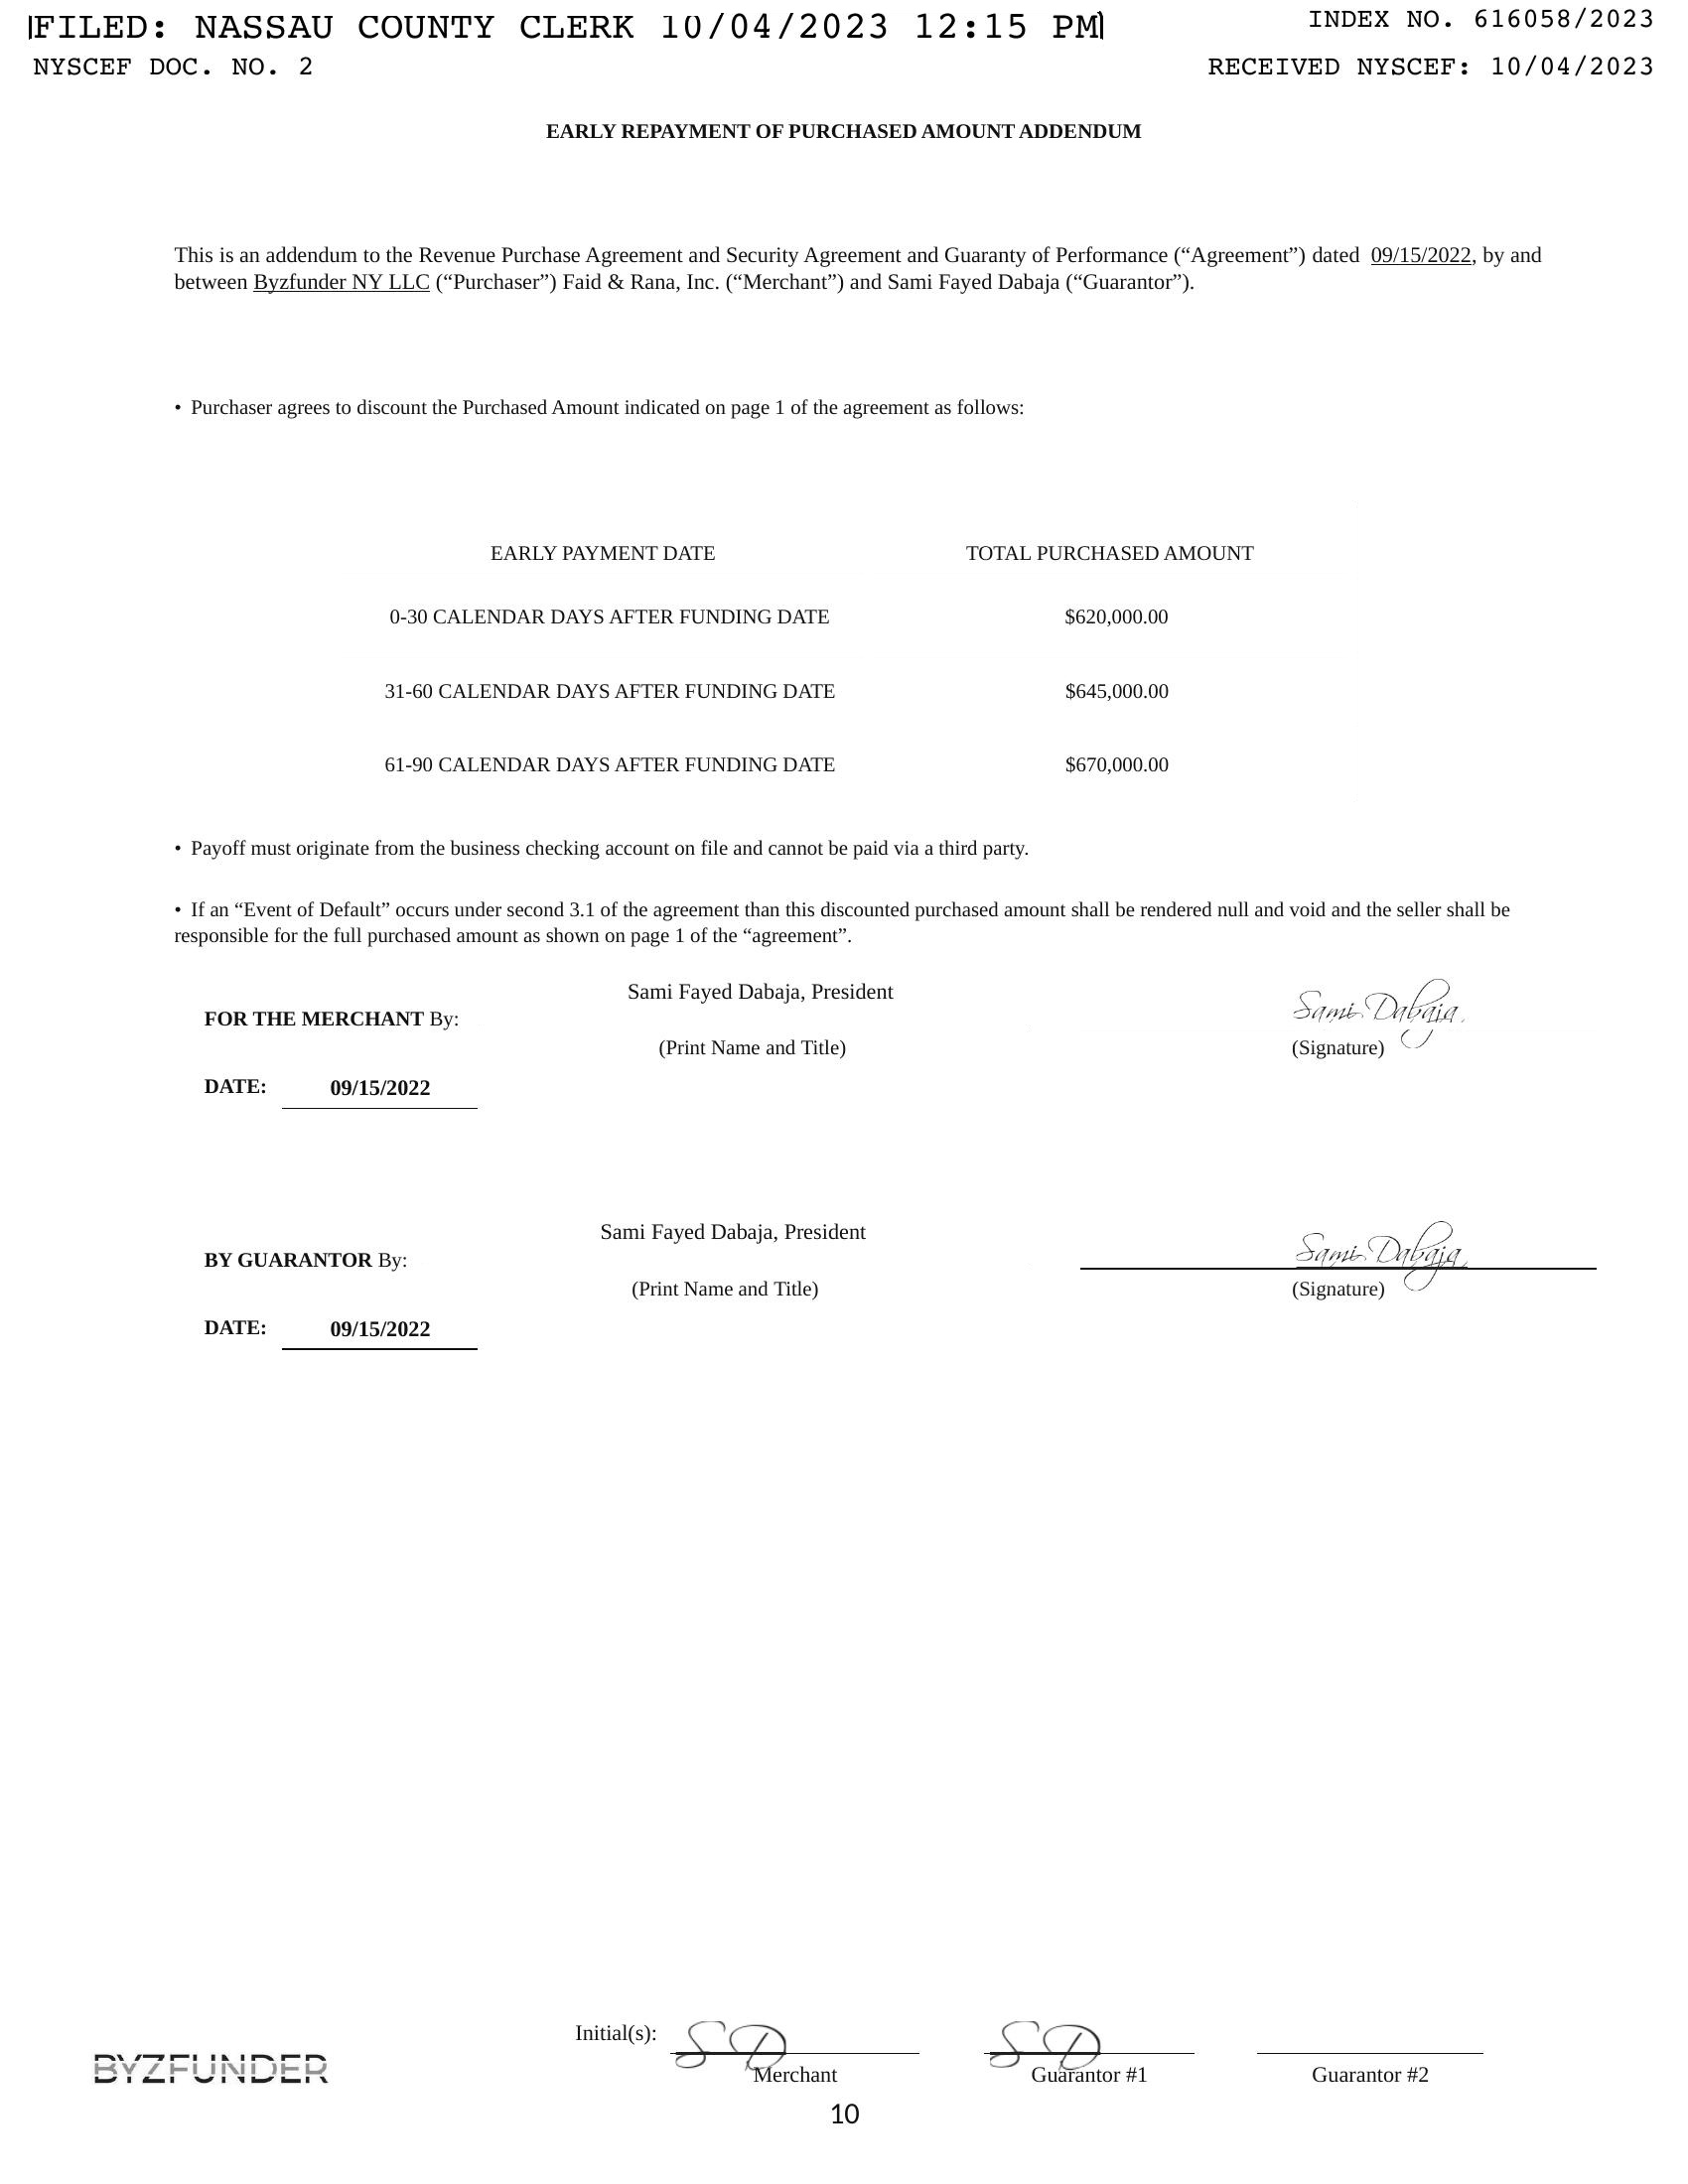 FILED: NASSAU COUNTY CLERK 10/04/2023 12:15 PM
INDEX NO. 616058/2023
NYSCEF DOC. NO. 2
RECEIVED NYSCEF: 10/04/2023
EARLY REPAYMENT OF PURCHASED AMOUNT ADDENDUM
This is an addendum to the Revenue Purchase Agreement and Security Agreement and Guaranty of Performance (“Agreement”) dated 09/15/2022, by and
between Byzfunder NY LLC (“Purchaser”) Faid & Rana, Inc. (“Merchant”) and Sami Fayed Dabaja (“Guarantor”).
• Purchaser agrees to discount the Purchased Amount indicated on page 1 of the agreement as follows:
EARLY PAYMENT DATE TOTAL PURCHASED AMOUNT
0-30 CALENDAR DAYS AFTER FUNDING DATE $620,000.00
31-60 CALENDAR DAYS AFTER FUNDING DATE $645,000.00
61-90 CALENDAR DAYS AFTER FUNDING DATE $670,000.00
• Payoff must originate from the business checking account on file and cannot be paid via a third party.
• If an “Event of Default” occurs under second 3.1 of the agreement than this discounted purchased amount shall be rendered null and void and the seller shall be
responsible for the full purchased amount as shown on page 1 of the “agreement”.
Sami Fayed Dabaja, President
Sami Dabaja
FOR THE MERCHANT By:
(Print Name and Title) (Signature)
DATE: 09/15/2022
Sami Fayed Dabaja, President
Sami Dabaja
BY GUARANTOR By:
(Print Name and Title) (Signature)
DATE: 09/15/2022
Initial(s): SD SD
BYZFUNDER
Merchant Guarantor #1 Guarantor #2
10